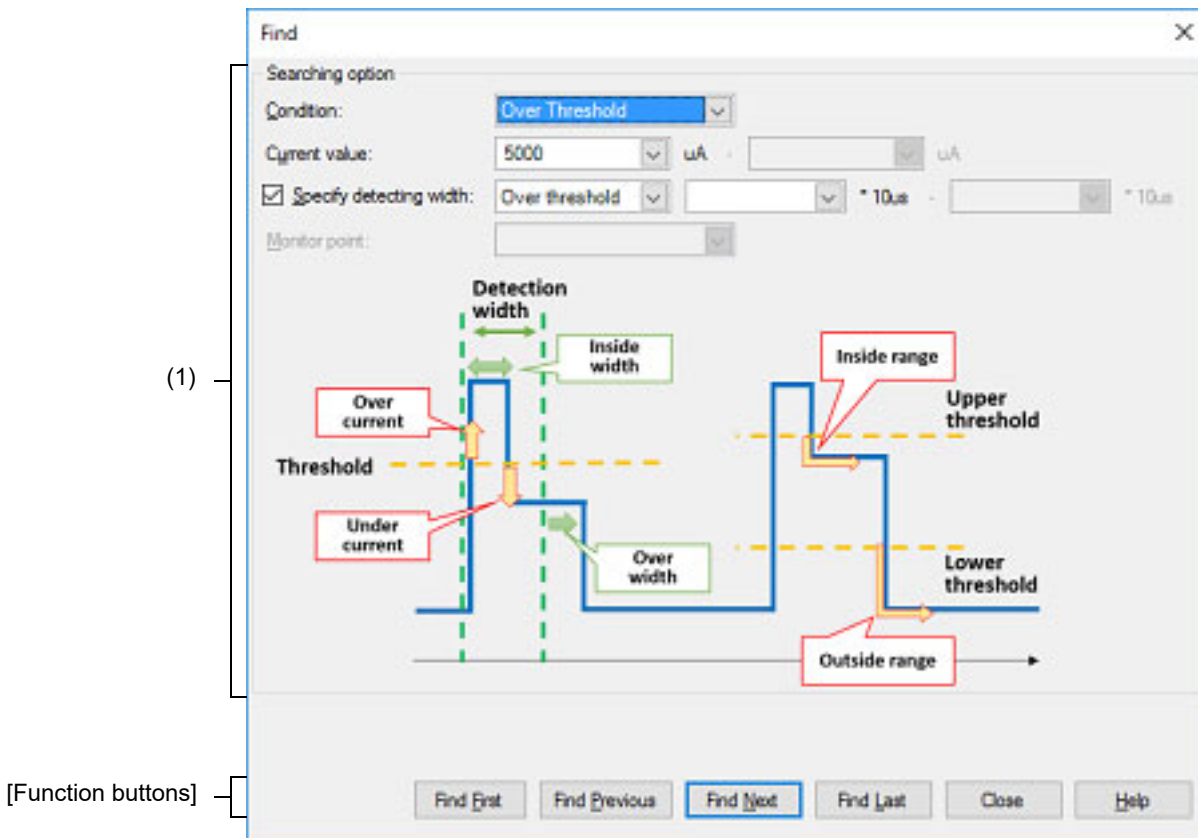 Find
Searching option
Condition: Over Threshold
Current value: 5000 uA - uA
Specify detecting width: Over threshold * 10us - * 10us
Monitor point:
Detection
width
Inside
width
Inside range
Over
current
Upper
threshold
Threshold
(1)
Under
current
Over
width
Lower
threshold
Outside range
[Function buttons]
Find First Find Previous Find Next Find Last Close Help